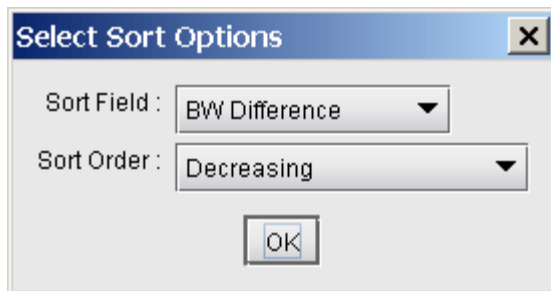 Select Sort Options
Sort Field : BW Difference
Sort Order : Decreasing
OK